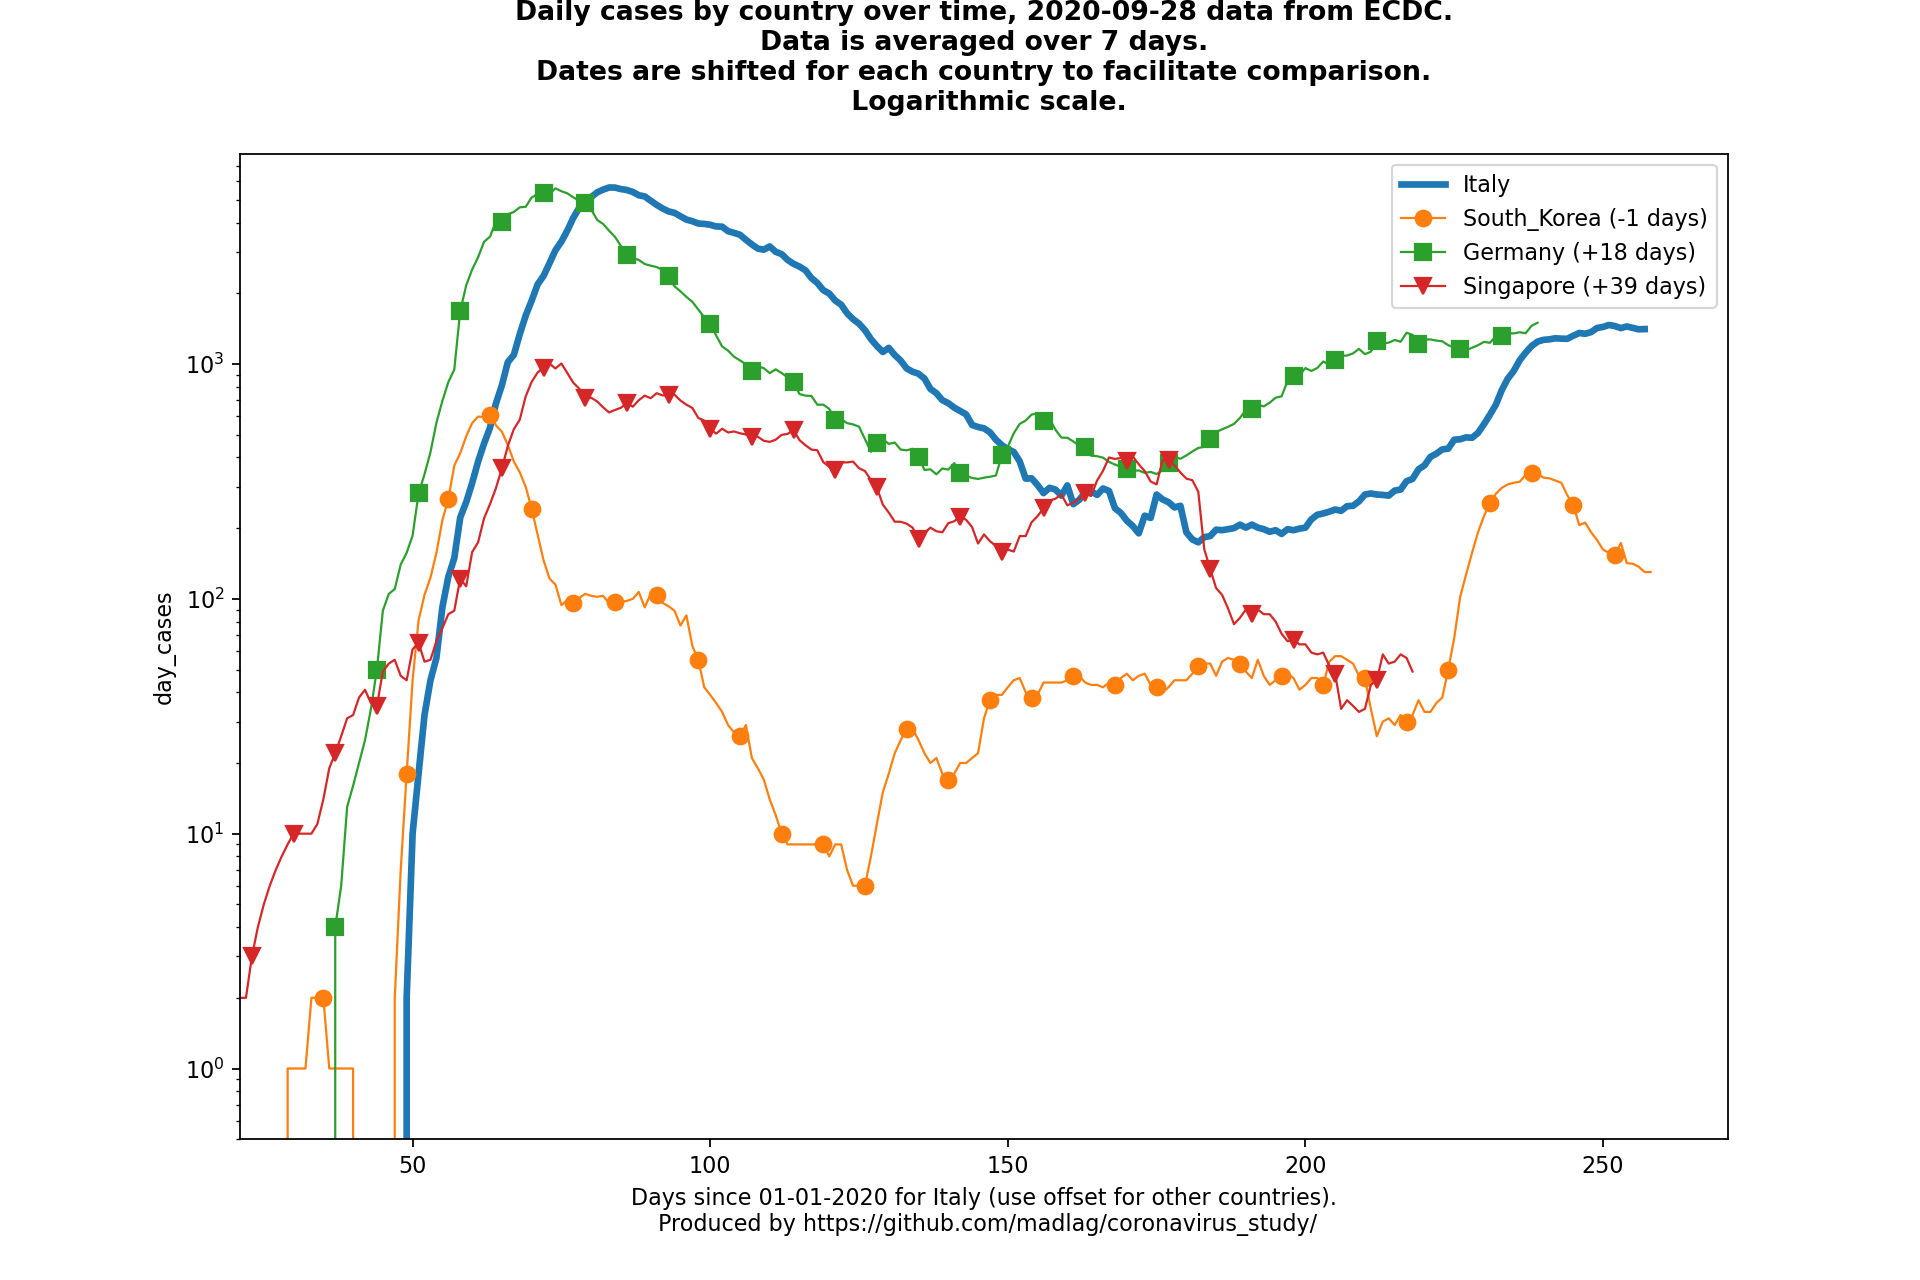 Daily cases by country over time, 2020-09-28 data from ECDC.
Data is averaged over 7 days.
Dates are shifted for each country to facilitate comparison.
Logarithmic scale.
Italy
South_Korea (-1 days)
Germany (+18 days)
Singapore (+39 days)
day_cases
10³
10²
10¹
10⁰
50 100 150 200 250
Days since 01-01-2020 for Italy (use offset for other countries).
Produced by https://github.com/madlag/coronavirus_study/